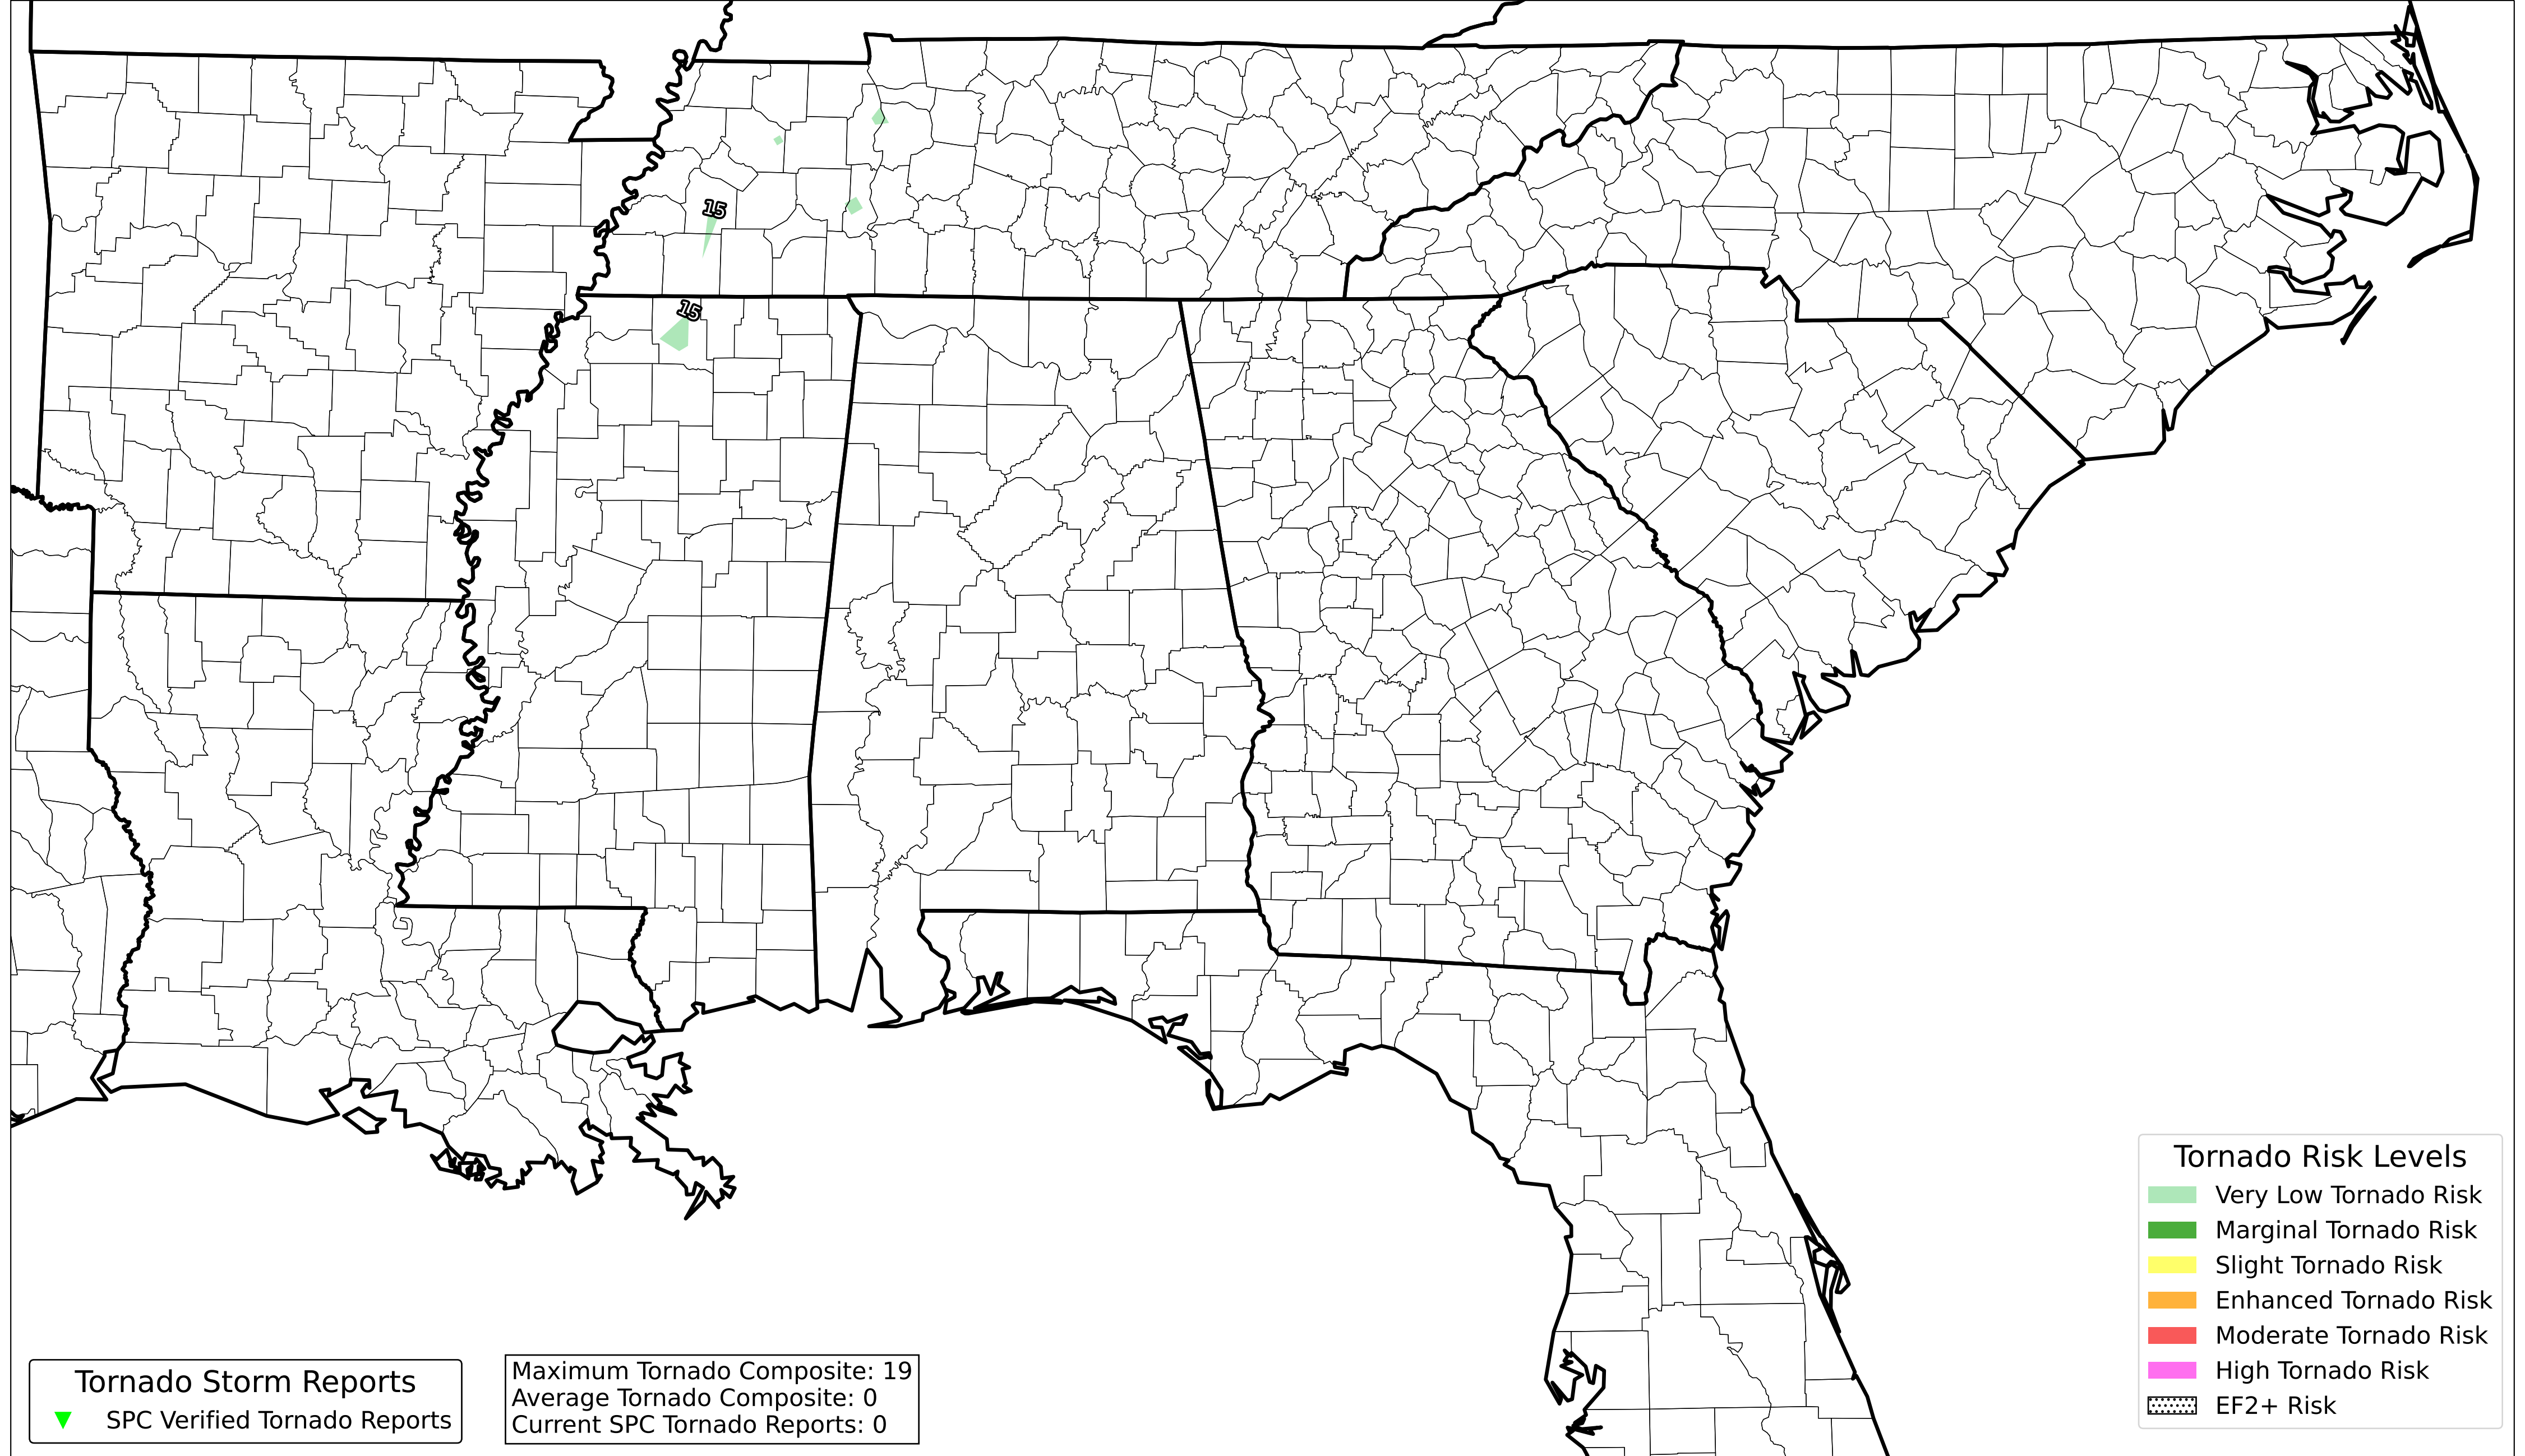 15
15
Tornado Risk Levels
Very Low Tornado Risk
Marginal Tornado Risk
Slight Tornado Risk
Enhanced Tornado Risk
Moderate Tornado Risk
High Tornado Risk
EF2+ Risk
Tornado Storm Reports
SPC Verified Tornado Reports
Maximum Tornado Composite: 19
Average Tornado Composite: 0
Current SPC Tornado Reports: 0